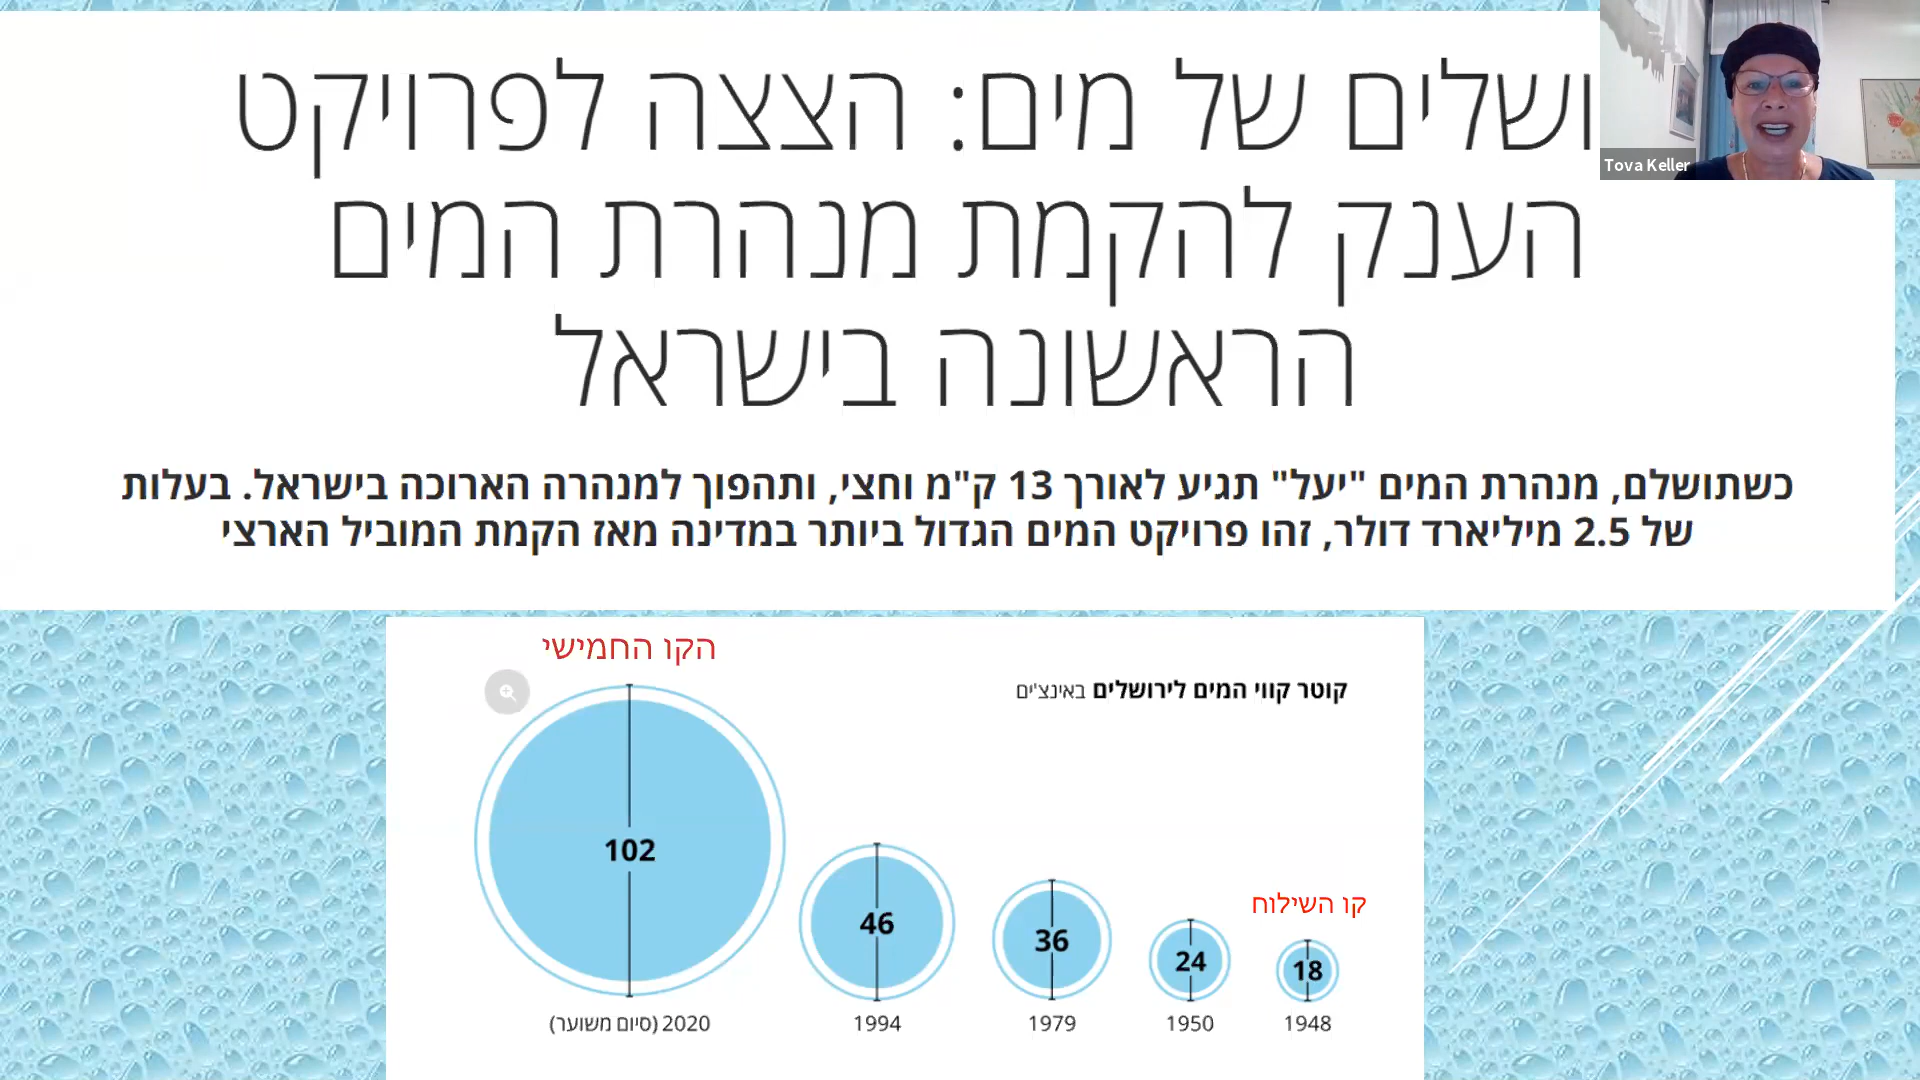 ושלים של מים: הצצה לפרויקט
הענק להקמת מנהרת המים
הראשונה בישראל
Tova Keller
כשתושלם, מנהרת המים "יעל" תגיע לאורך 13 ק"מ וחצי, ותהפוך למנהרה הארוכה בישראל. בעלות
של 2.5 מיליארד דולר, זהו פרויקט המים הגדול ביותר במדינה מאז הקמת המוביל הארצי
הקו החמישי
קוטר קווי המים לירושלים באינצ'ים
קו השילוח
18
24
36
46
102
1948
1950
1979
1994
2020 (סיום משוער)